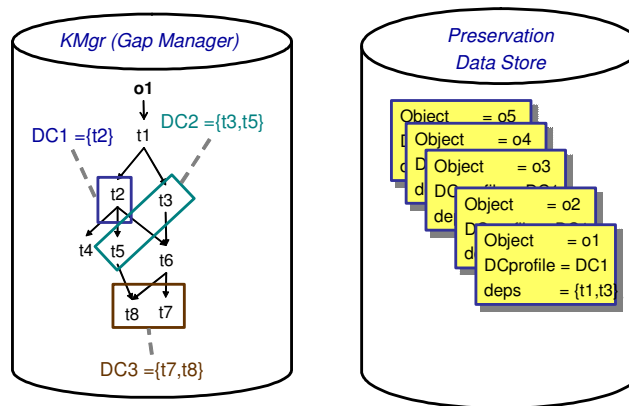 KMgr (Gap Manager)
o1
DC2 ={t3,t5}
DC1 ={t2}
t1
t2
t3
t4
t5
t6
t8
t7
DC3 ={t7,t8}
Preservation
Data Store
Object = o5
Object = o4
Object = o3
Object = o2
Object = o1
DCprofile = DC1
deps = {t1,t3}